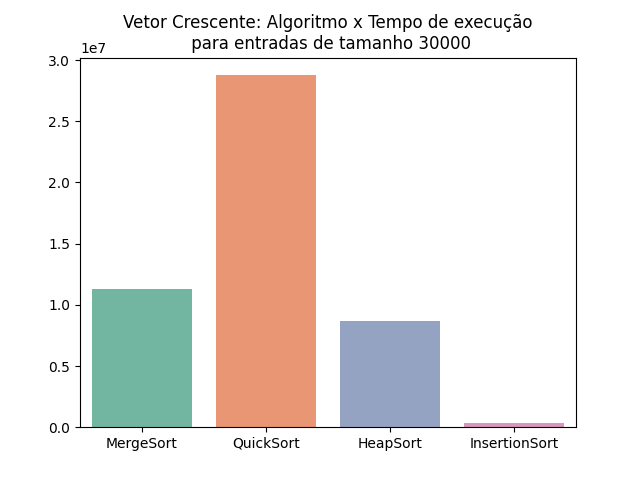 Vetor Crescente: Algoritmo x Tempo de execução
para entradas de tamanho 30000
1e7
3.0
2.5
2.0
1.5
1.0
0.5
0.0
MergeSort QuickSort HeapSort InsertionSort